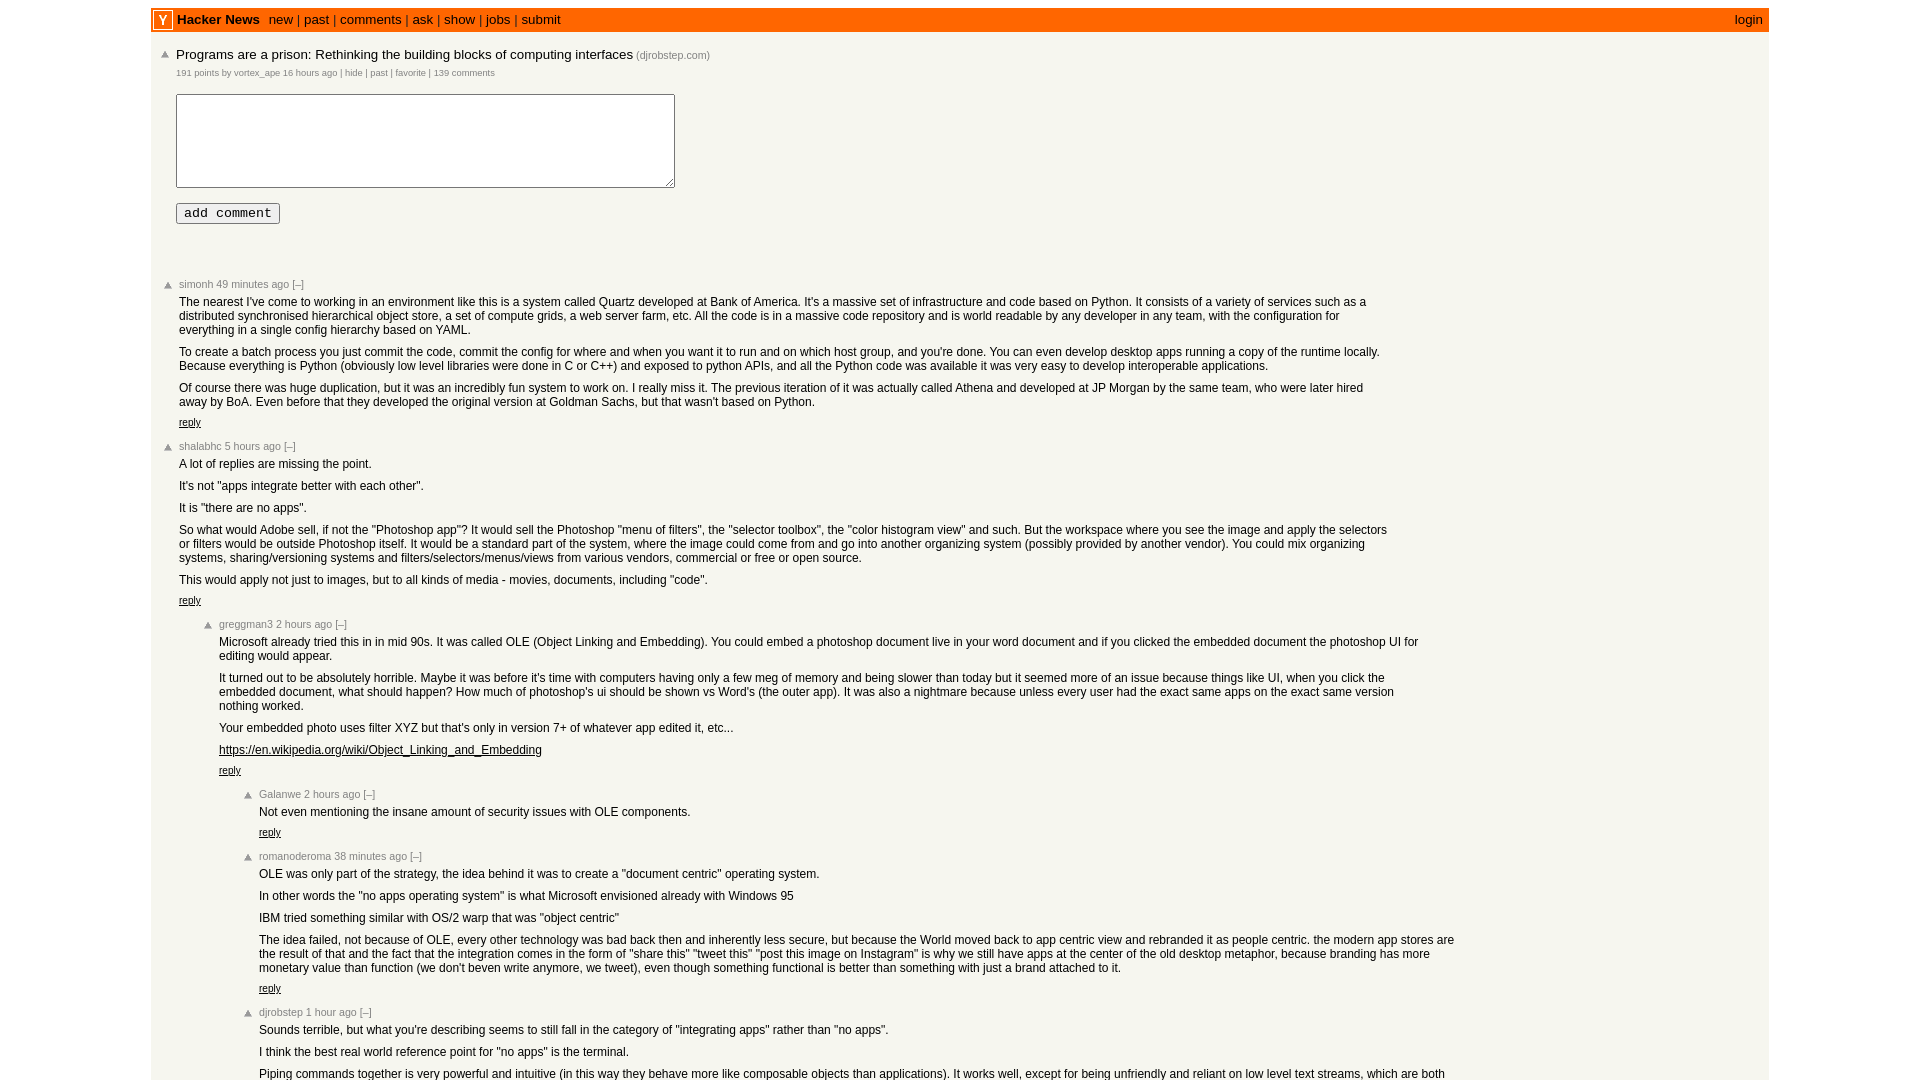 Y Hacker News new | past | comments | ask | show | jobs | submit login
Programs are a prison: Rethinking the building blocks of computing interfaces (djrobstep.com)
191 points by vortex_ape 16 hours ago | hide | past | favorite | 139 comments
add comment
simonh 49 minutes ago [–]
The nearest I've come to working in an environment like this is a system called Quartz developed at Bank of America. It's a massive set of infrastructure and code based on Python. It consists of a variety of services such as a
distributed synchronised hierarchical object store, a set of compute grids, a web server farm, etc. All the code is in a massive code repository and is world readable by any developer in any team, with the configuration for
everything in a single config hierarchy based on YAML.
To create a batch process you just commit the code, commit the config for where and when you want it to run and on which host group, and you're done. You can even develop desktop apps running a copy of the runtime locally.
Because everything is Python (obviously low level libraries were done in C or C++) and exposed to python APIs, and all the Python code was available it was very easy to develop interoperable applications.
Of course there was huge duplication, but it was an incredibly fun system to work on. I really miss it. The previous iteration of it was actually called Athena and developed at JP Morgan by the same team, who were later hired
away by BoA. Even before that they developed the original version at Goldman Sachs, but that wasn't based on Python.
reply
shalabhc 5 hours ago [–]
A lot of replies are missing the point.
It's not "apps integrate better with each other".
It is "there are no apps".
So what would Adobe sell, if not the "Photoshop app"? It would sell the Photoshop "menu of filters", the "selector toolbox", the "color histogram view" and such. But the workspace where you see the image and apply the selectors
or filters would be outside Photoshop itself. It would be a standard part of the system, where the image could come from and go into another organizing system (possibly provided by another vendor). You could mix organizing
systems, sharing/versioning systems and filters/selectors/menus/views from various vendors, commercial or free or open source.
This would apply not just to images, but to all kinds of media - movies, documents, including "code".
reply
greggman3 2 hours ago [–]
Microsoft already tried this in in mid 90s. It was called OLE (Object Linking and Embedding). You could embed a photoshop document live in your word document and if you clicked the embedded document the photoshop UI for
editing would appear.
It turned out to be absolutely horrible. Maybe it was before it's time with computers having only a few meg of memory and being slower than today but it seemed more of an issue because things like UI, when you click the
embedded document, what should happen? How much of photoshop's ui should be shown vs Word's (the outer app). It was also a nightmare because unless every user had the exact same apps on the exact same version
nothing worked.
Your embedded photo uses filter XYZ but that's only in version 7+ of whatever app edited it, etc...
https://en.wikipedia.org/wiki/Object_Linking_and_Embedding
reply
Galanwe 2 hours ago [–]
Not even mentioning the insane amount of security issues with OLE components.
reply
romanoderoma 38 minutes ago [–]
OLE was only part of the strategy, the idea behind it was to create a "document centric" operating system.
In other words the "no apps operating system" is what Microsoft envisioned already with Windows 95
IBM tried something similar with OS/2 warp that was "object centric"
The idea failed, not because of OLE, every other technology was bad back then and inherently less secure, but because the World moved back to app centric view and rebranded it as people centric. the modern app stores are
the result of that and the fact that the integration comes in the form of "share this" "tweet this" "post this image on Instagram" is why we still have apps at the center of the old desktop metaphor, because branding has more
monetary value than function (we don't beven write anymore, we tweet), even though something functional is better than something with just a brand attached to it.
reply
djrobstep 1 hour ago [–]
Sounds terrible, but what you're describing seems to still fall in the category of "integrating apps" rather than "no apps".
I think the best real world reference point for "no apps" is the terminal.
Piping commands together is very powerful and intuitive (in this way they behave more like composable objects than applications). It works well, except for being unfriendly and reliant on low level text streams, which are both